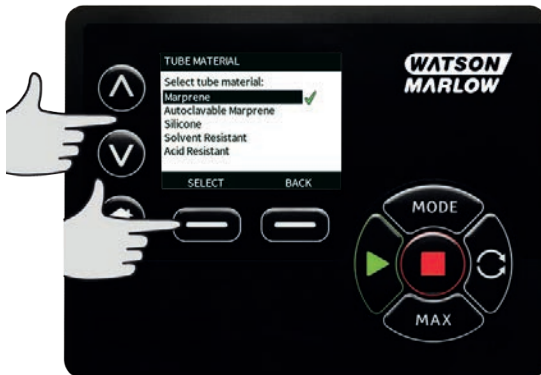 TUBE MATERIAL
Select tube material:
Marprene
Autoclavable Marprene
Silicone
Solvent Resistant
Acid Resistant
SELECT BACK
WATSON
MARLOW
MODE
MAX